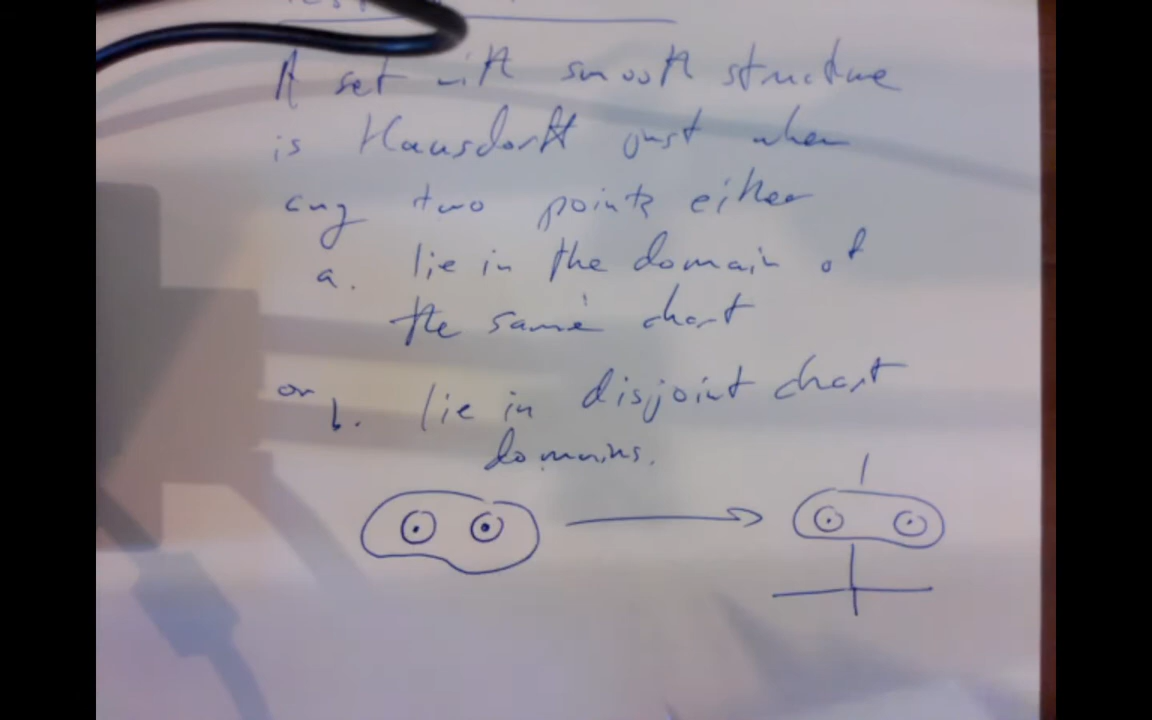 A set with smooth structure
is Hausdorff just when
any two points either
a. lie in the domain of
the same chart
or b. lie in disjoint chart
domains.